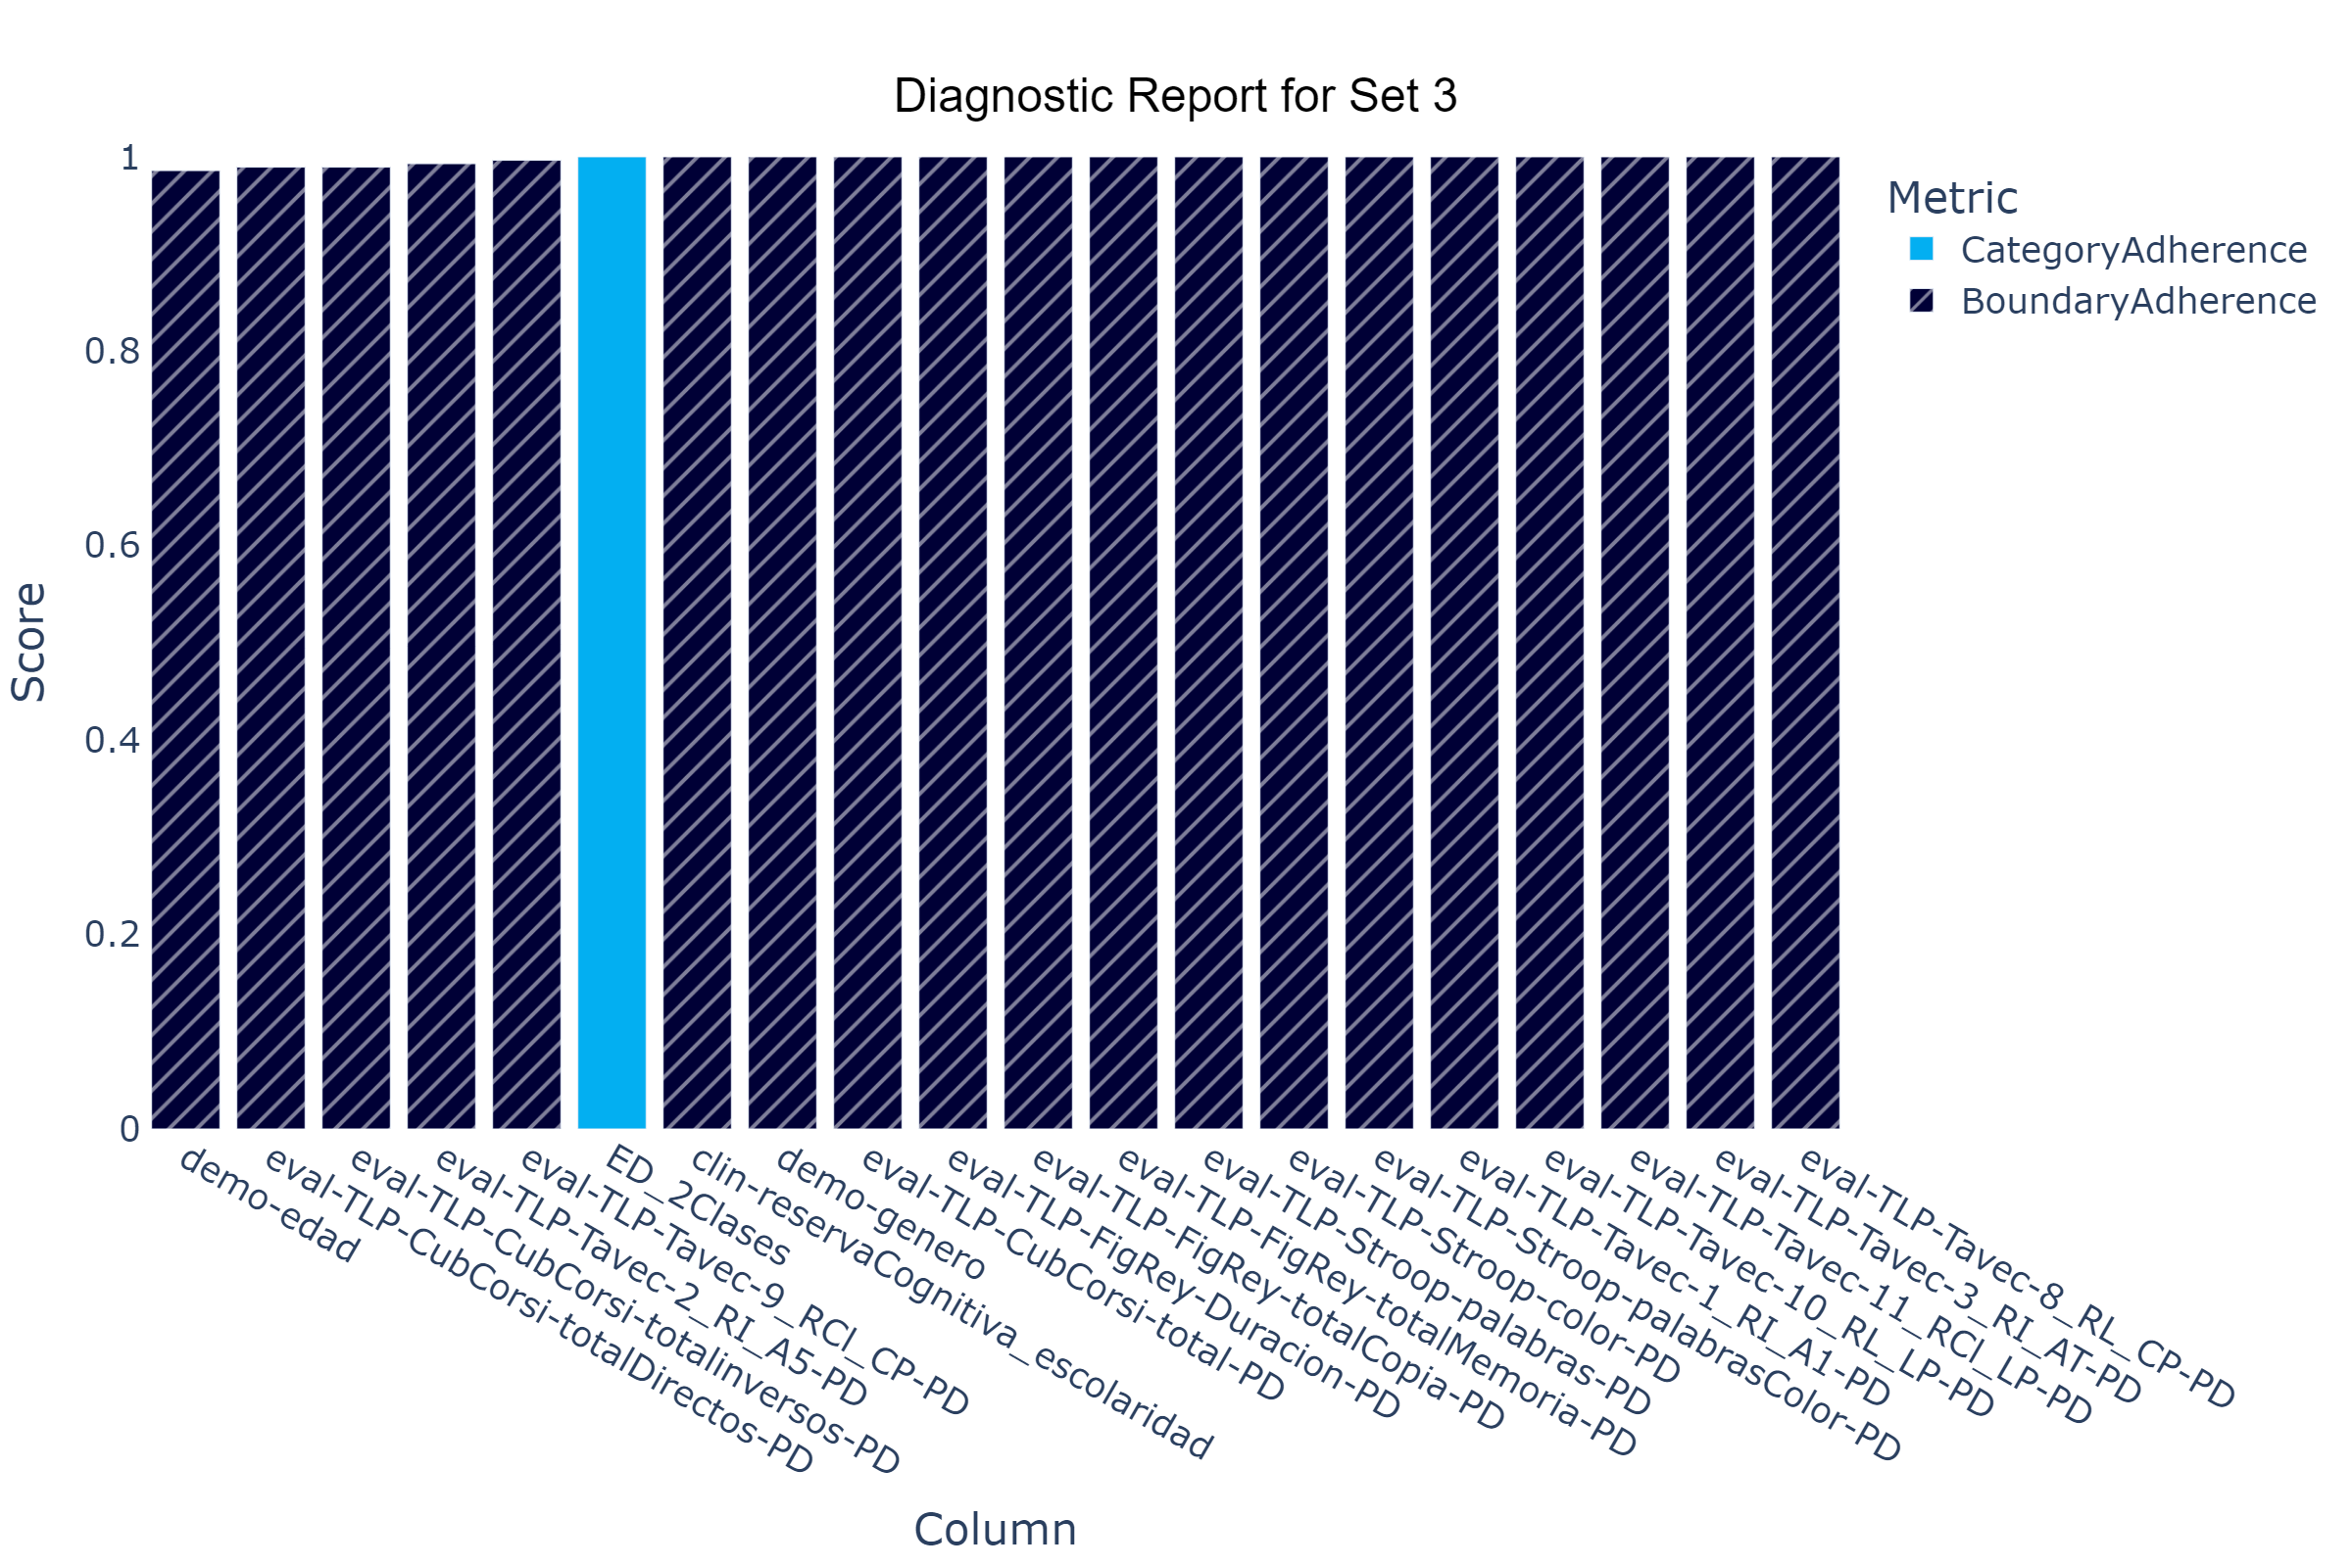 Diagnostic Report for Set 3
1
0.8
0.6
0.4
0.2
0
Score
demo-edad
eval-TLP-CubCorsi-totalDirectos-PD
eval-TLP-CubCorsi-totalinversos-PD
eval-TLP-Tavec-2_RI_A5-PD
eval-TLP-Tavec-9_RCl_CP-PD
ED_2Clases
clin-reservaCognitiva_escolaridad
demo-genero
eval-TLP-CubCorsi-total-PD
eval-TLP-FigRey-Duracion-PD
eval-TLP-FigRey-totalCopia-PD
eval-TLP-FigRey-totalMemoria-PD
eval-TLP-Stroop-palabras-PD
eval-TLP-Stroop-color-PD
eval-TLP-Stroop-palabrasColor-PD
eval-TLP-Tavec-1_RI_A1-PD
eval-TLP-Tavec-10_RL_LP-PD
eval-TLP-Tavec-11_RCl_LP-PD
eval-TLP-Tavec-3_RI_AT-PD
eval-TLP-Tavec-8_RL_CP-PD
Column
Metric
CategoryAdherence
BoundaryAdherence